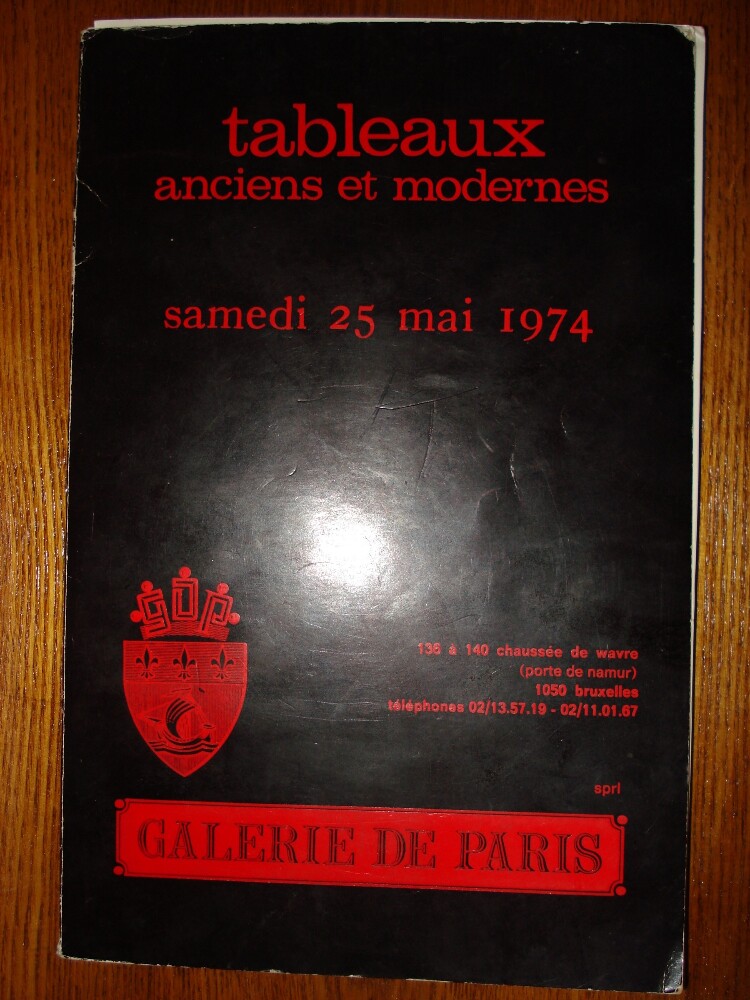 tableaux
anciens et modernes
samedi 25 mai 1974
GOP
136 à 140 chaussée de wavre
(porte de namur)
1050 bruxelles
téléphones 02/13.57.19 - 02/11.01.67
sprl
GALERIE DE PARIS